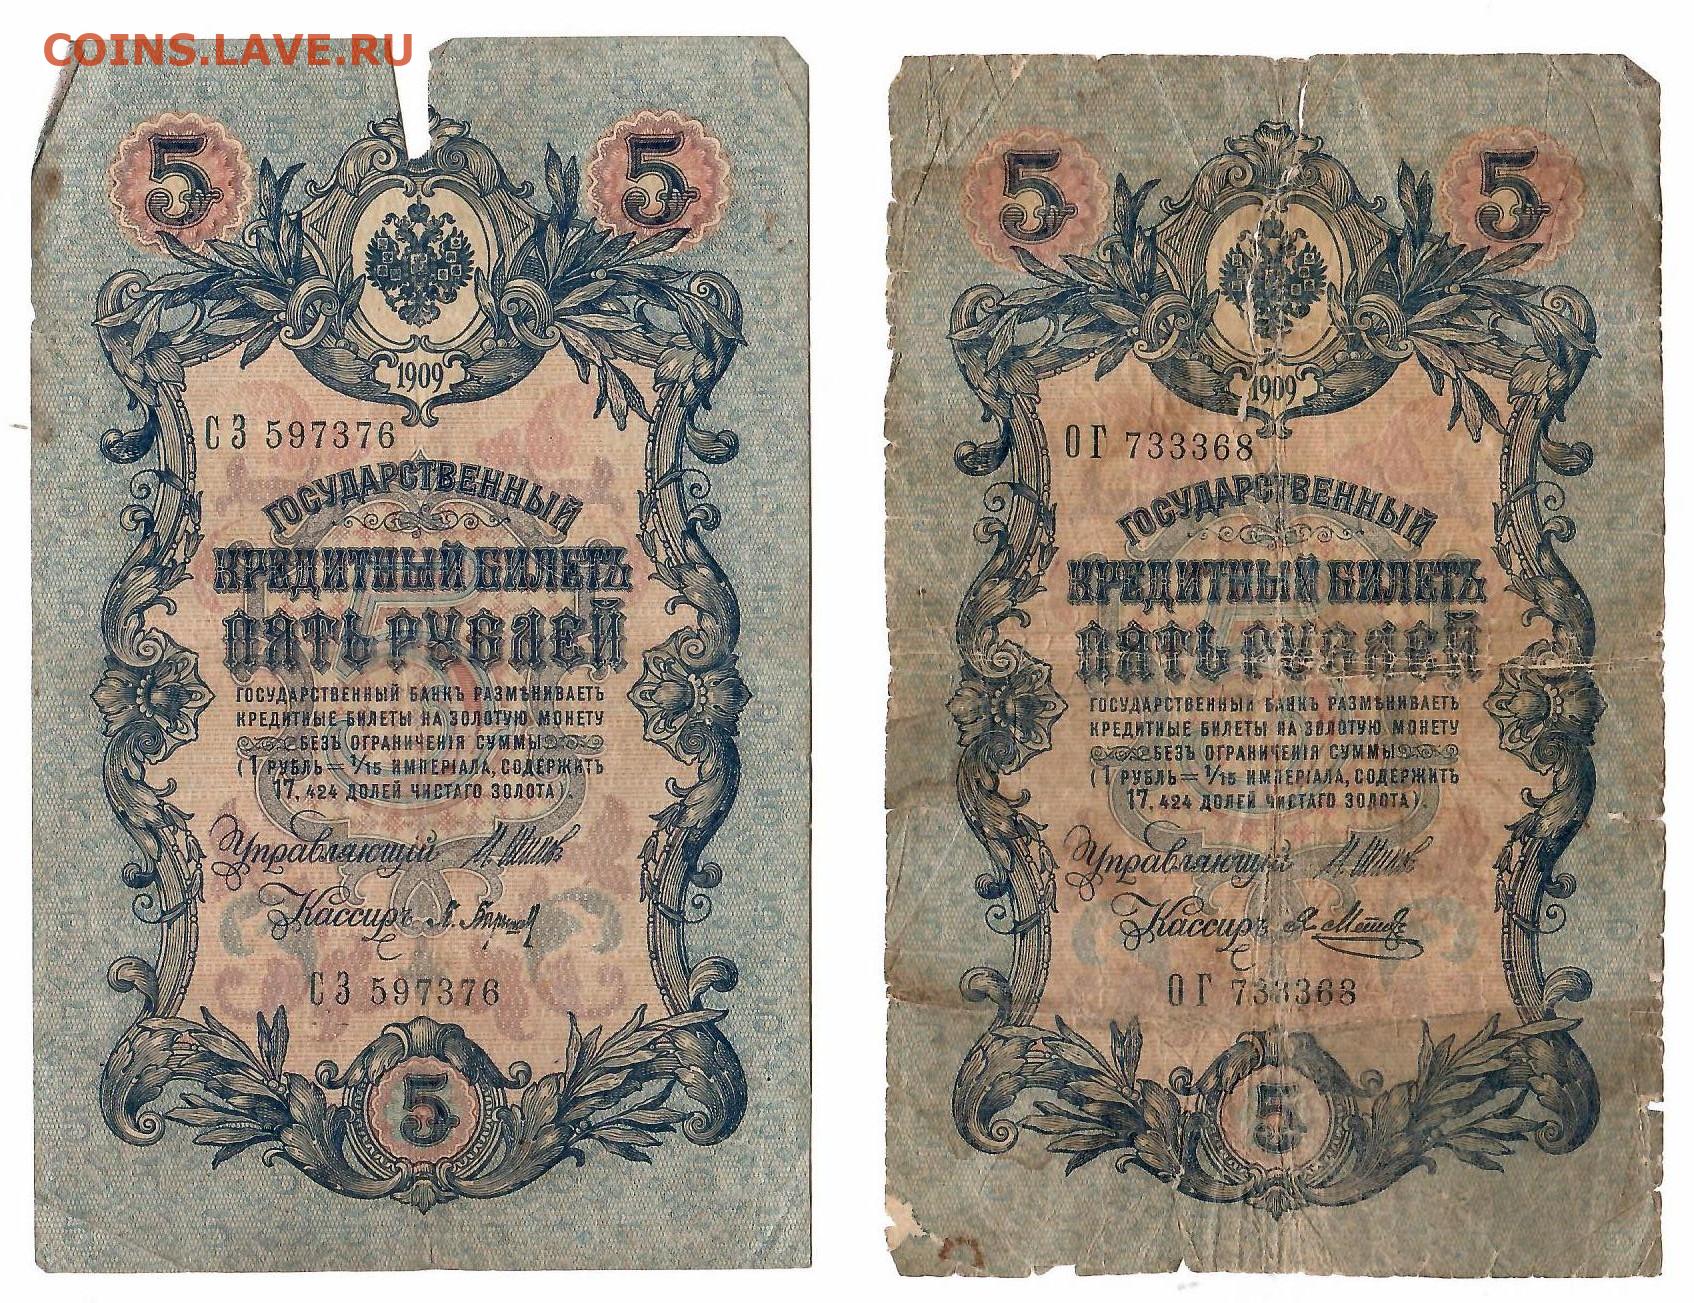 COINS.LAVE.RU
5 5
1909
СЗ 597376
ГОСУДАРСТВЕННЫЙ
КРЕДИТНЫЙ БИЛЕТЪ
ПЯТЬ РУБЛЕЙ
ГОСУДАРСТВЕННЫЙ БАНКЪ РАЗМѢНИВАЕТЪ
КРЕДИТНЫЕ БИЛЕТЫ НА ЗОЛОТУЮ МОНЕТУ
БЕЗЪ ОГРАНИЧЕНІЯ СУММЫ
(1 РУБЛЬ = 1/15 ИМПЕРІАЛА, СОДЕРЖИТЪ
17,424 ДОЛЕЙ ЧИСТАГО ЗОЛОТА).
Управляющій
Кассиръ
СЗ 597376
5
5 5
1909
ОГ 733368
ГОСУДАРСТВЕННЫЙ
КРЕДИТНЫЙ БИЛЕТЪ
ПЯТЬ РУБЛЕЙ
ГОСУДАРСТВЕННЫЙ БАНКЪ РАЗМѢНИВАЕТЪ
КРЕДИТНЫЕ БИЛЕТЫ НА ЗОЛОТУЮ МОНЕТУ
БЕЗЪ ОГРАНИЧЕНІЯ СУММЫ
(1 РУБЛЬ = 1/15 ИМПЕРІАЛА, СОДЕРЖИТЪ
17,424 ДОЛЕЙ ЧИСТАГО ЗОЛОТА).
Управляющій
Кассиръ
ОГ 733368
5